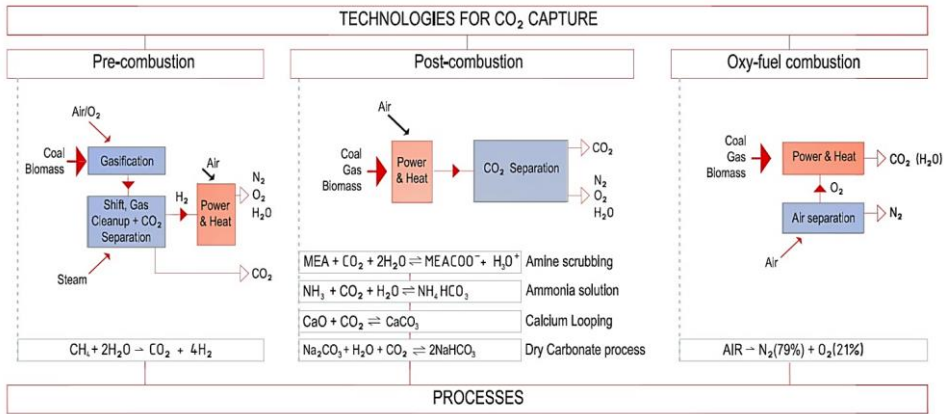 TECHNOLOGIES FOR CO₂ CAPTURE
Pre-combustion
Air/O₂
Coal
Biomass
Gasification
Air
H₂
Shift, Gas
Cleanup + CO₂
Separation
Power
& Heat
N₂
O₂
H₂O
Steam
CO₂
CH₄ + 2H₂O → CO₂ + 4H₂
Post-combustion
Air
Coal
Gas
Biomass
Power
& Heat
CO₂ Separation
CO₂
N₂
O₂
H₂O
MEA + CO₂ + 2H₂O ⇌ MEACOO⁻ + H₃O⁺ Amine scrubbing
NH₃ + CO₂ + H₂O ⇌ NH₄HCO₃ Ammonia solution
CaO + CO₂ ⇌ CaCO₃ Calcium Looping
Na₂CO₃ + H₂O + CO₂ ⇌ 2NaHCO₃ Dry Carbonate process
Oxy-fuel combustion
Coal
Gas
Biomass
Power & Heat
CO₂ (H₂O)
O₂
Air separation
N₂
Air
AIR → N₂(79%) + O₂(21%)
PROCESSES